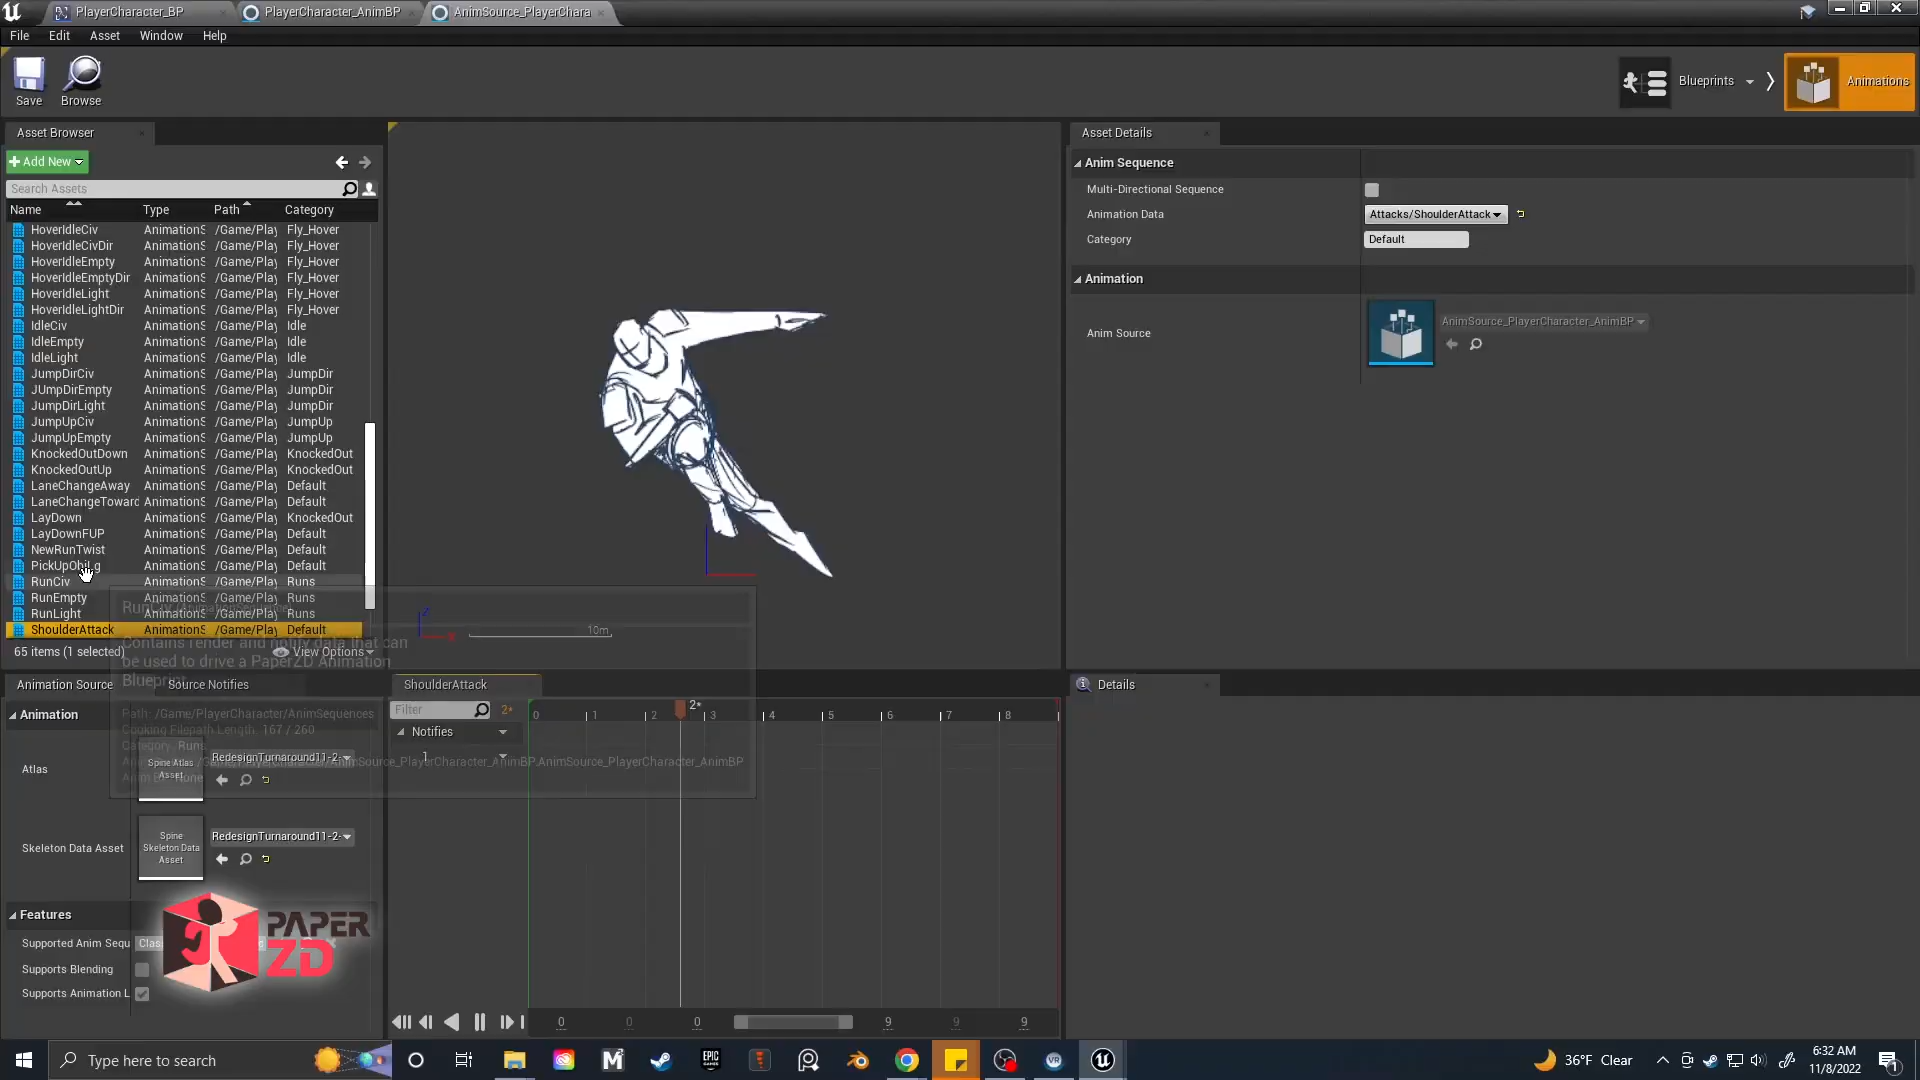 PlayerCharacter_BP
PlayerCharacter_AnimBP
AnimSource_PlayerChara
File Edit Asset Window Help
Save
Browse
Blueprints
Animations
Asset Browser
Add New
Search Assets
Name Type Path Category
HoverIdleCiv AnimationS /Game/Play Fly_Hover
HoverIdleCivDir AnimationS /Game/Play Fly_Hover
HoverIdleEmpty AnimationS /Game/Play Fly_Hover
HoverIdleEmptyDir AnimationS /Game/Play Fly_Hover
HoverIdleLight AnimationS /Game/Play Fly_Hover
HoverIdleLightDir AnimationS /Game/Play Fly_Hover
IdleCiv AnimationS /Game/Play Idle
IdleEmpty AnimationS /Game/Play Idle
IdleLight AnimationS /Game/Play Idle
JumpDirCiv AnimationS /Game/Play JumpDir
JUmpDirEmpty AnimationS /Game/Play JumpDir
JumpDirLight AnimationS /Game/Play JumpDir
JumpUpCiv AnimationS /Game/Play JumpUp
JumpUpEmpty AnimationS /Game/Play JumpUp
KnockedOutDown AnimationS /Game/Play KnockedOut
KnockedOutUp AnimationS /Game/Play KnockedOut
LaneChangeAway AnimationS /Game/Play Default
LaneChangeToward AnimationS /Game/Play Default
LayDown AnimationS /Game/Play KnockedOut
LayDownFUP AnimationS /Game/Play Default
NewRunTwist AnimationS /Game/Play Default
AnimationS /Game/Play Default
RunCiv AnimationS /Game/Play Runs
RunEmpty AnimationS /Game/Play Runs
RunLight AnimationS /Game/Play Runs
ShoulderAttack AnimationS /Game/Play Default
65 items (1 selected)
View Options
RunCiv
Contains render and notify data that can
be used to drive a PaperZD Animation
Blueprint
Path: /Game/PlayerCharacter/AnimSequences
Cooking Filepath Length: 167 / 260
Category: Runs
/AnimSource_PlayerCharacter_AnimBP.AnimSource_PlayerCharacter_AnimBP
None
Z
10m
Asset Details
Anim Sequence
Multi-Directional Sequence
Animation Data Attacks/ShoulderAttack
Category Default
Animation
Anim Source AnimSource_PlayerCharacter_AnimBP
Animation Source
Source Notifies
Animation
Atlas
Spine Atlas
Asset
RedesignTurnaround11-2-
Skeleton Data Asset
Spine
Skeleton Data
Asset
RedesignTurnaround11-2-
Features
Supported Anim Sequ Clas
Supports Blending
Supports Animation L
PAPER
ZD
ShoulderAttack
Filter 2*
2*
0 1 2 3 4 5 6 7 8
Notifies
1
0 0 0 9 9 9
Details
Type here to search
EPIC
VR
36°F Clear
6:32 AM
11/8/2022
1